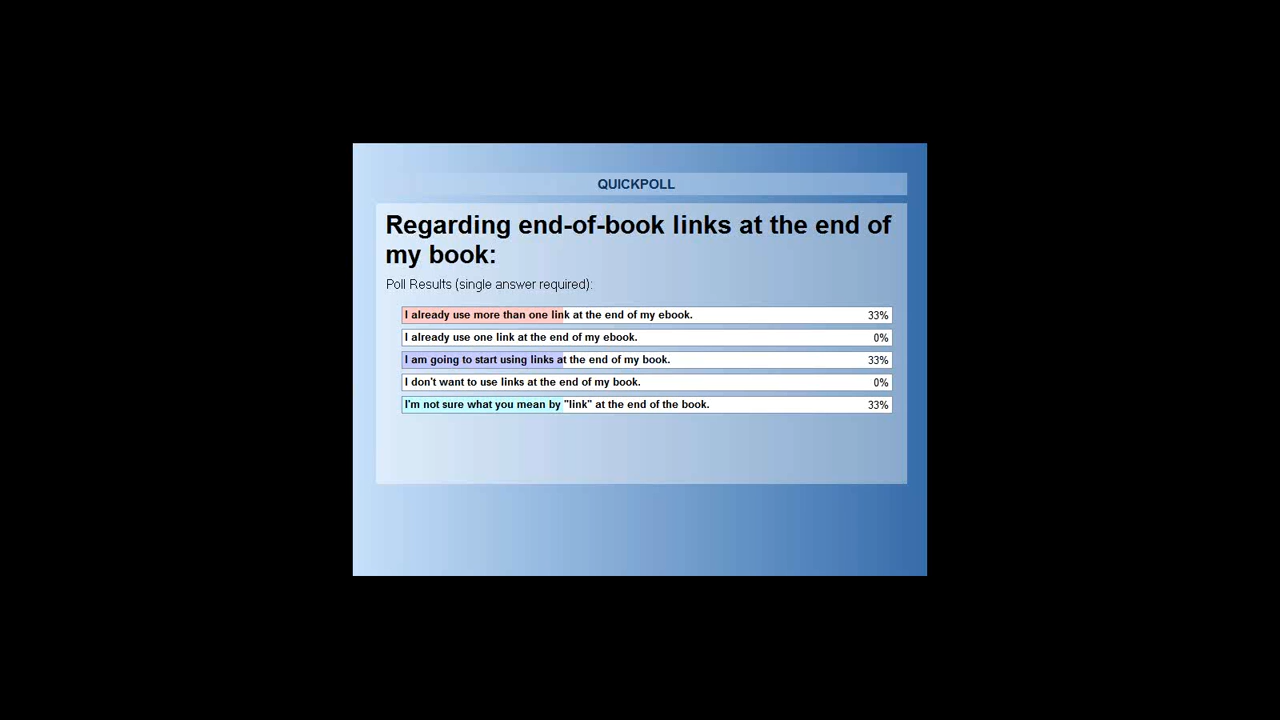 QUICKPOLL
Regarding end-of-book links at the end of
my book:
Poll Results (single answer required):
I already use more than one link at the end of my ebook. 33%
I already use one link at the end of my ebook. 0%
I am going to start using links at the end of my book. 33%
I don't want to use links at the end of my book. 0%
I'm not sure what you mean by "link" at the end of the book. 33%